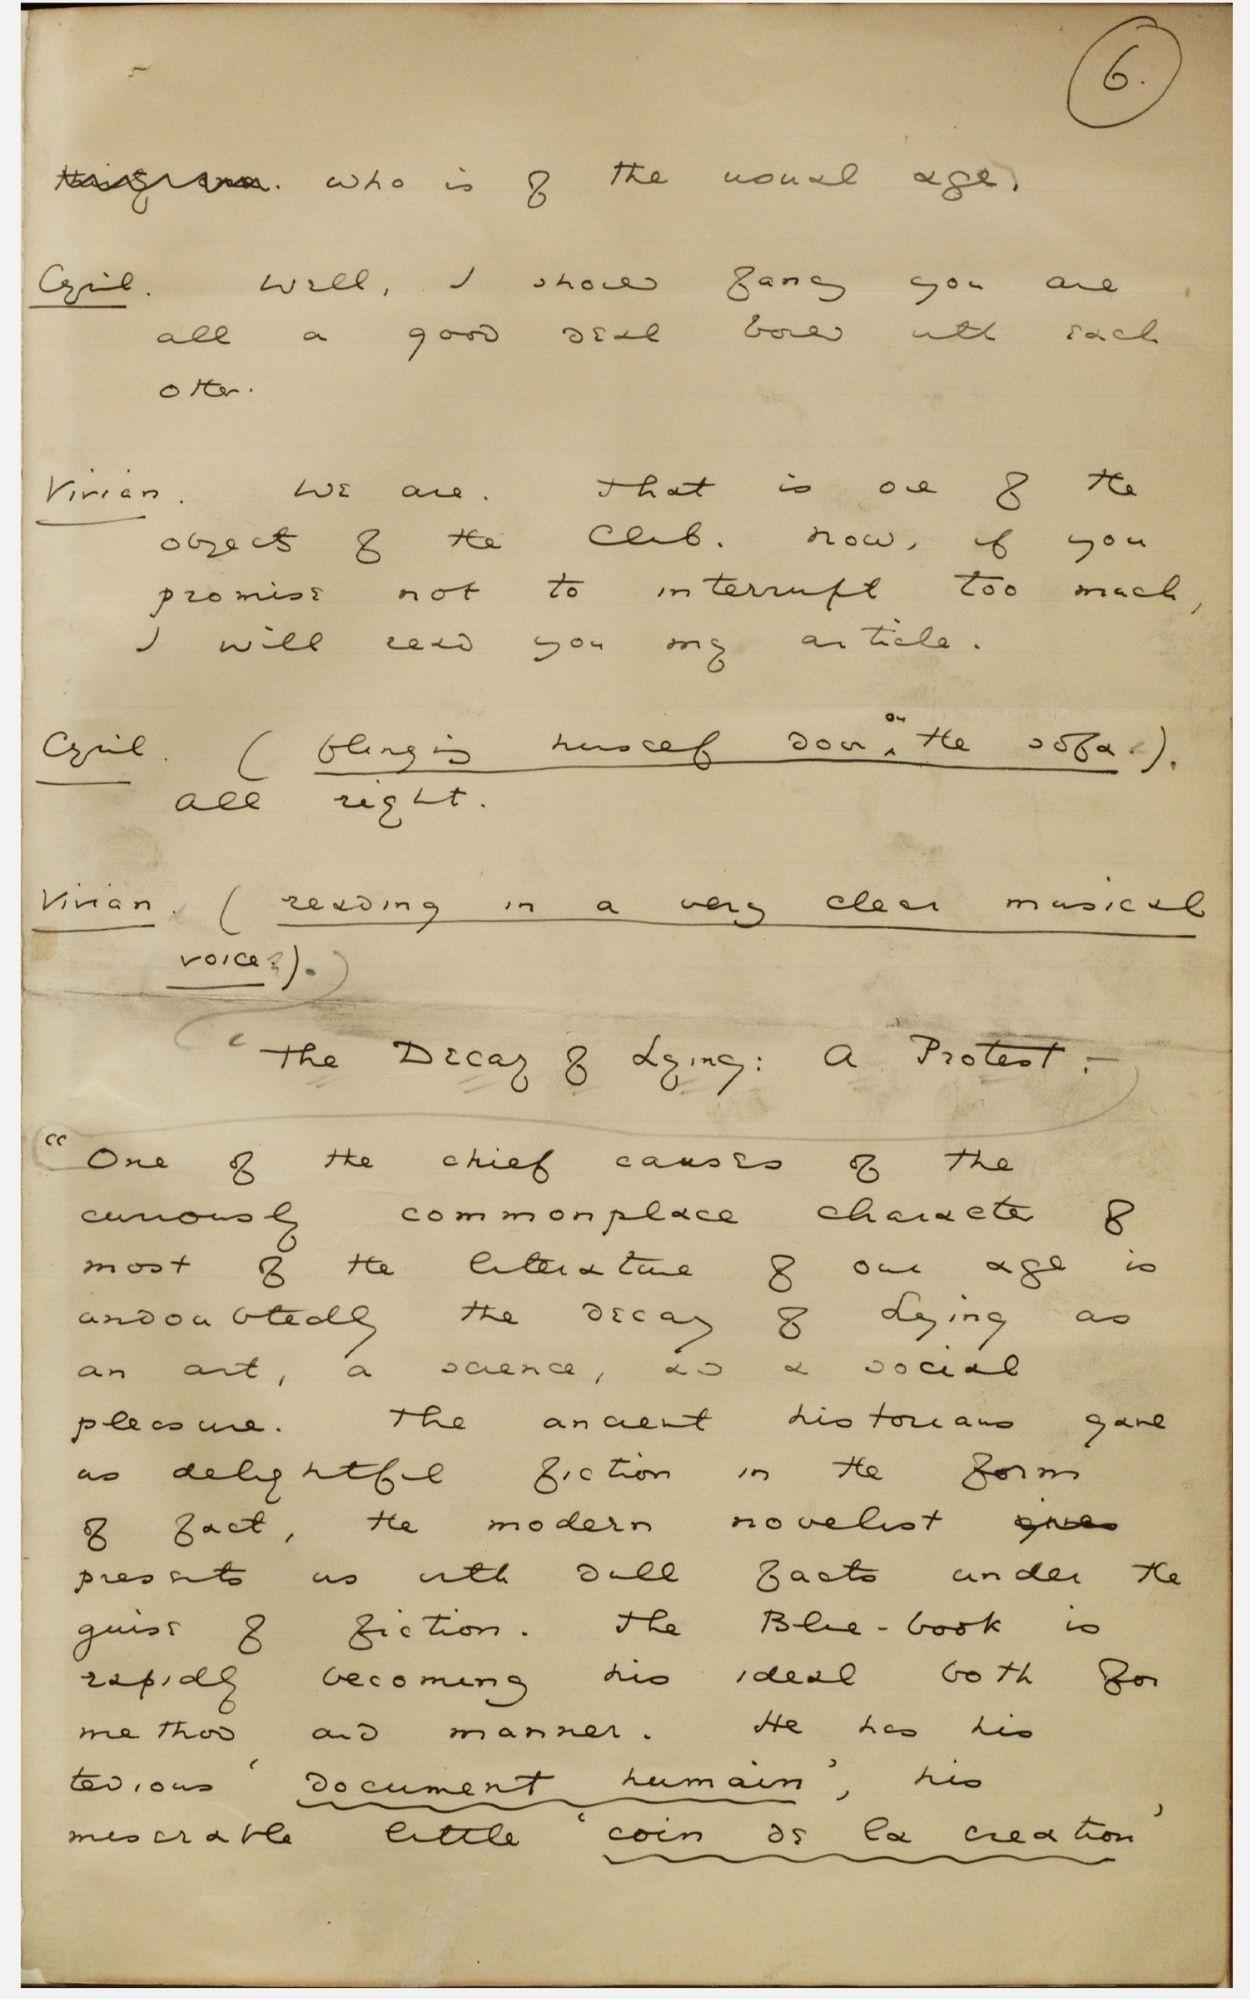 6.
who is of the usual age.
Cyril. Well, I should fancy you are
all a good deal bored with each
other.
Vivian. We are. That is one of the
objects of the Club. Now, if you
promise not to interrupt too much,
I will read you my article.
Cyril. (flinging himself down on the sofa.).
All right.
Vivian. (reading in a very clear musical
voice).
'The Decay of Lying: A Protest.—
"One of the chief causes of the
curiously commonplace character of
most of the literature of our age is
undoubtedly the decay of Lying as
an art, a science, as a social
pleasure. The ancient historians gave
us delightful fiction in the form
of fact, the modern novelist gives
presents us with dull facts under the
guise of fiction. The Blue-book is
rapidly becoming his ideal both for
method and manner. He has his
tedious 'document humain', his
miserable little 'coin de la creation'